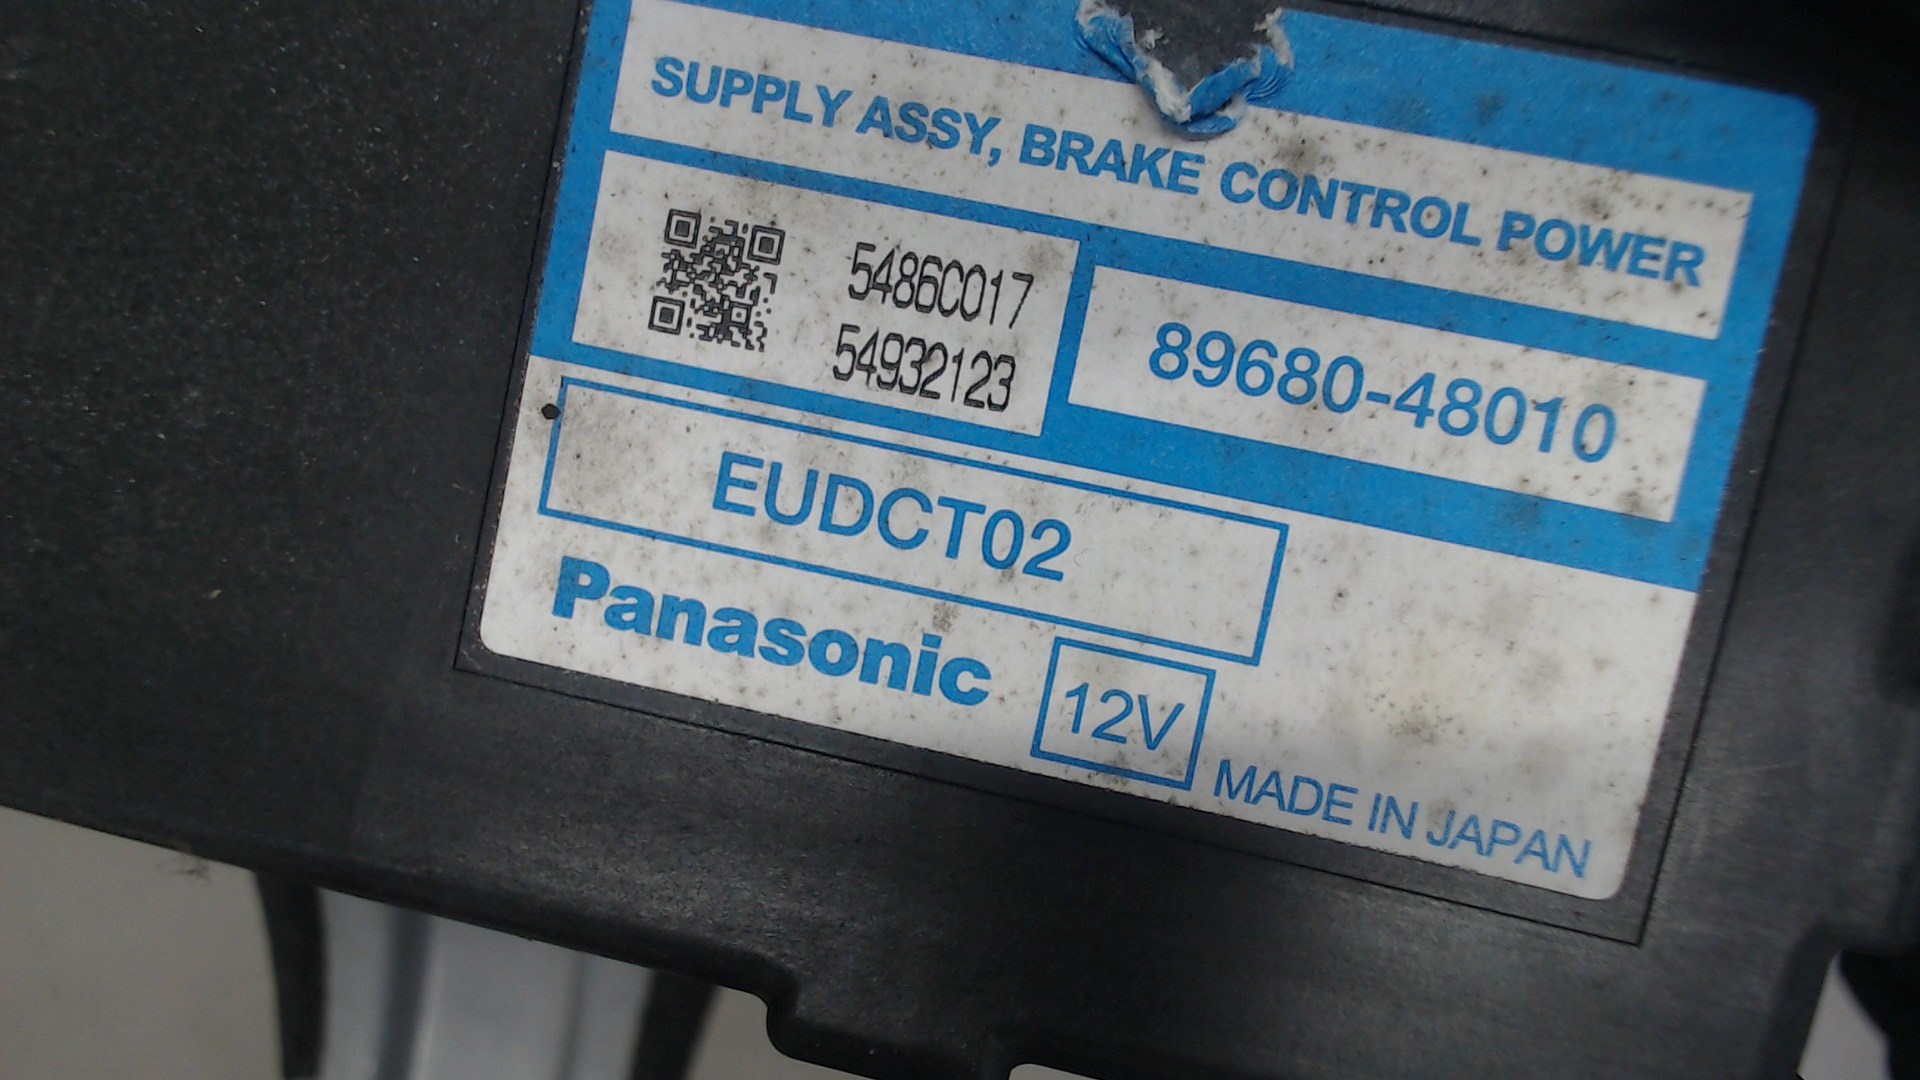 SUPPLY ASSY, BRAKE CONTROL POWER
5486C017
54932123
89680-48010
EUDCT02
Panasonic
12V
MADE IN JAPAN